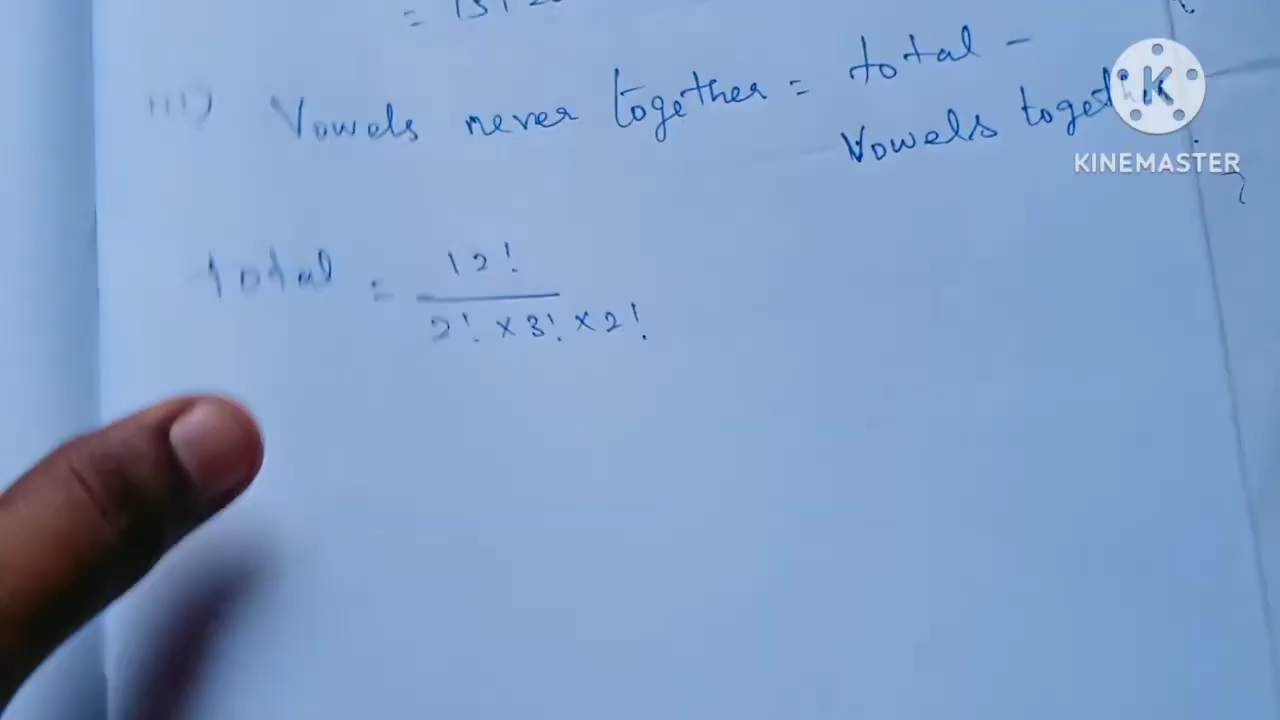 =
iii) Vowels never together = total -
Vowels together
total = 12!
2! × 3! × 2!
KINEMASTER